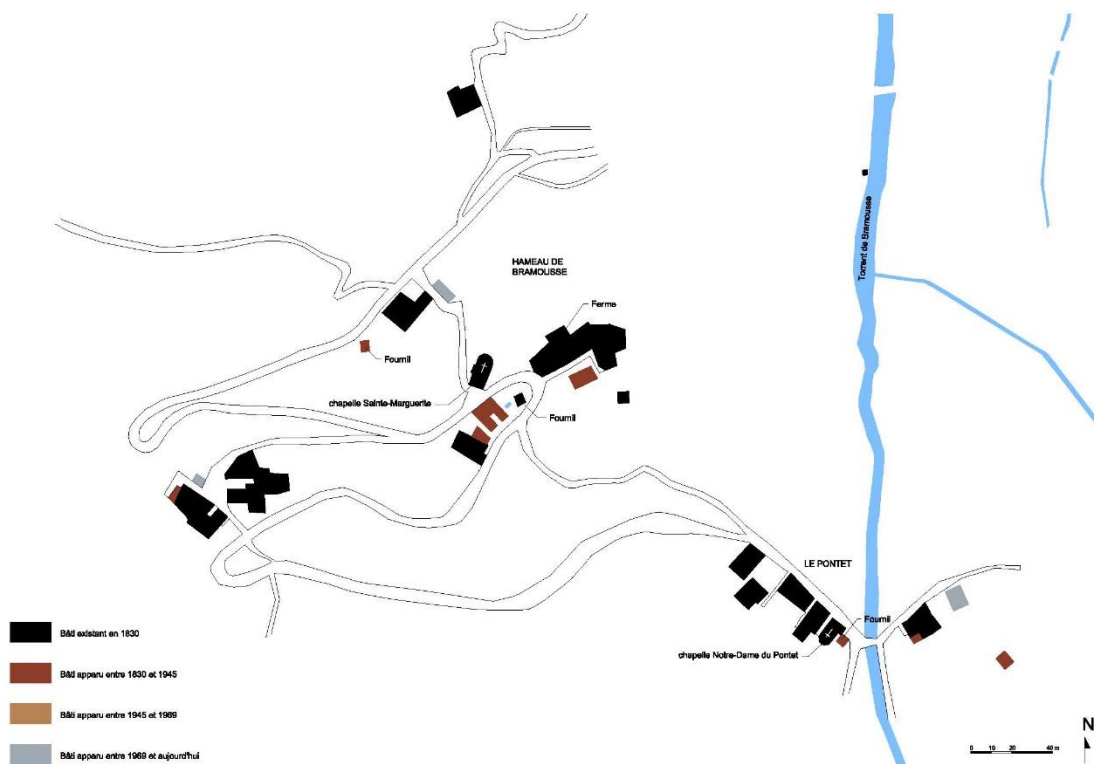 HAMEAU DE
BRAMOUSSE
Torrent de Bramousse
Ferme
Fournil
chapelle Sainte-Marguerite
Fournil
LE PONTET
Fournil
chapelle Notre-Dame du Pontet
Bâti existant en 1830
Bâti apparu entre 1830 et 1945
Bâti apparu entre 1945 et 1969
Bâti apparu entre 1969 et aujourd'hui
N
0 10 20 40 m